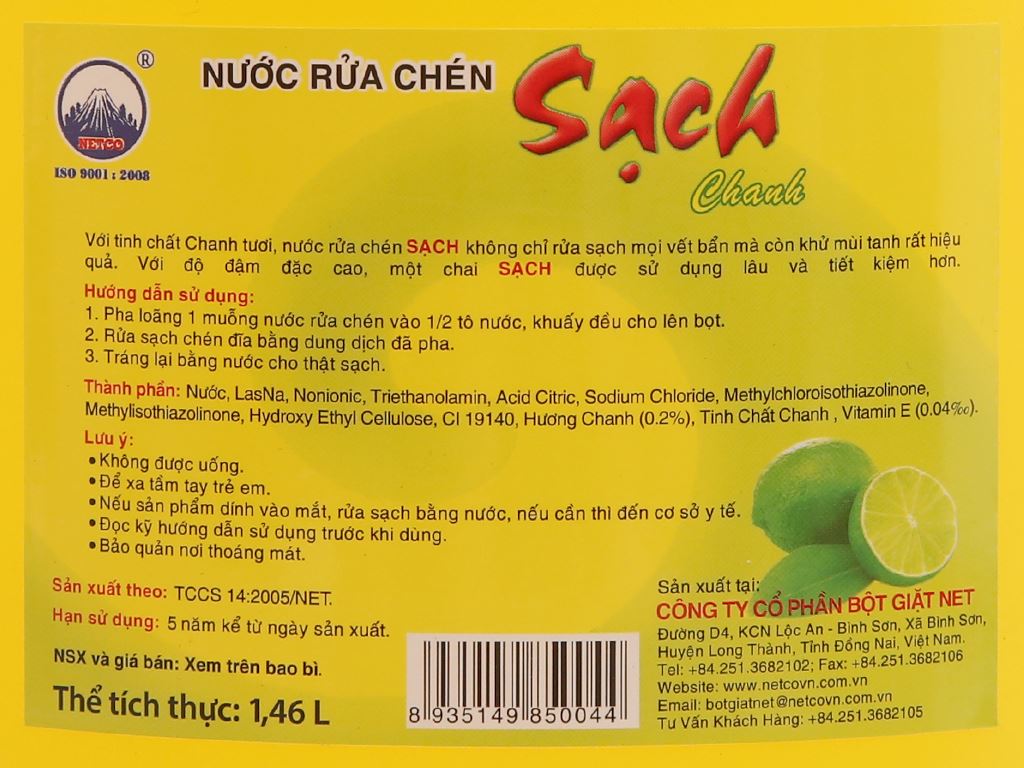 ®
NETCO
ISO 9001 : 2008
NƯỚC RỬA CHÉN Sạch
Chanh
Với tinh chất Chanh tươi, nước rửa chén SẠCH không chỉ rửa sạch mọi vết bẩn mà còn khử mùi tanh rất hiệu
quả. Với độ đậm đặc cao, một chai SẠCH được sử dụng lâu và tiết kiệm hơn.
Hướng dẫn sử dụng:
1. Pha loãng 1 muỗng nước rửa chén vào 1/2 tô nước, khuấy đều cho lên bọt.
2. Rửa sạch chén đĩa bằng dung dịch đã pha.
3. Tráng lại bằng nước cho thật sạch.
Thành phần: Nước, LasNa, Nonionic, Triethanolamin, Acid Citric, Sodium Chloride, Methylchloroisothiazolinone,
Methylisothiazolinone, Hydroxy Ethyl Cellulose, CI 19140, Hương Chanh (0.2%), Tinh Chất Chanh , Vitamin E (0.04‰).
Lưu ý:
• Không được uống.
• Để xa tầm tay trẻ em.
• Nếu sản phẩm dính vào mắt, rửa sạch bằng nước, nếu cần thì đến cơ sở y tế.
• Đọc kỹ hướng dẫn sử dụng trước khi dùng.
• Bảo quản nơi thoáng mát.
Sản xuất theo: TCCS 14:2005/NET.
Hạn sử dụng: 5 năm kể từ ngày sản xuất.
NSX và giá bán: Xem trên bao bì.
Thể tích thực: 1,46 L
8 935149 850044
Sản xuất tại:
CÔNG TY CỔ PHẦN BỘT GIẶT NET
Đường D4, KCN Lộc An - Bình Sơn, Xã Bình Sơn,
Huyện Long Thành, Tỉnh Đồng Nai, Việt Nam.
Tel: +84.251.3682102; Fax: +84.251.3682106
Website: www.netcovn.com.vn
Email: botgiatnet@netcovn.com.vn
Tư Vấn Khách Hàng: +84.251.3682105